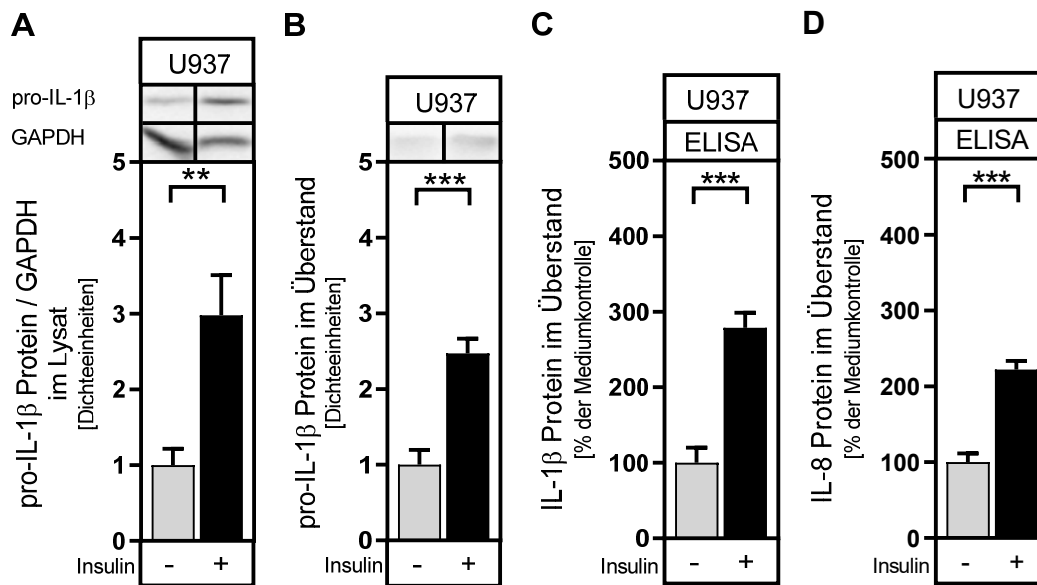 A
U937
pro-IL-1β
GAPDH
pro-IL-1β Protein / GAPDH
im Lysat
[Dichteeinheiten]
5
4
3
2
1
0
**
Insulin
- +
B
U937
pro-IL-1β Protein im Überstand
[Dichteeinheiten]
5
4
3
2
1
0
***
Insulin
- +
C
U937
ELISA
IL-1β Protein im Überstand
[% der Mediumkontrolle]
500
400
300
200
100
0
***
Insulin
- +
D
U937
ELISA
IL-8 Protein im Überstand
[% der Mediumkontrolle]
500
400
300
200
100
0
***
Insulin
- +